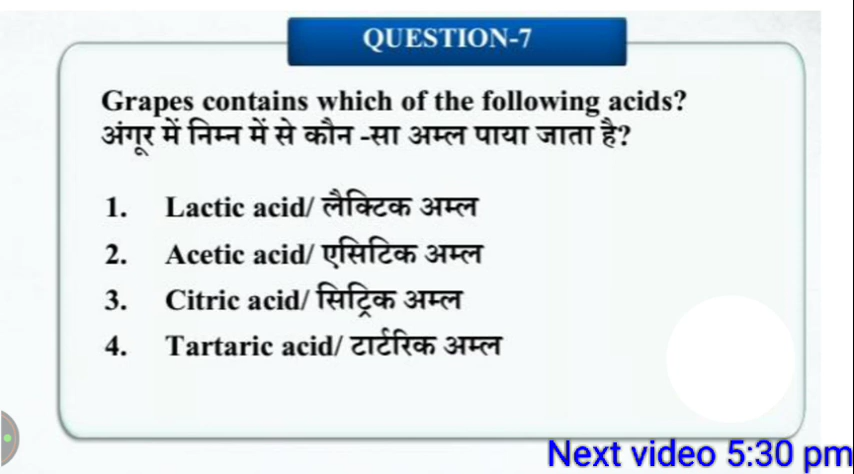 QUESTION-7
Grapes contains which of the following acids?
अंगूर में निम्न में से कौन -सा अम्ल पाया जाता है?
1. Lactic acid/ लैक्टिक अम्ल
2. Acetic acid/ एसिटिक अम्ल
3. Citric acid/ सिट्रिक अम्ल
4. Tartaric acid/ टार्टरिक अम्ल
Next video 5:30 pm